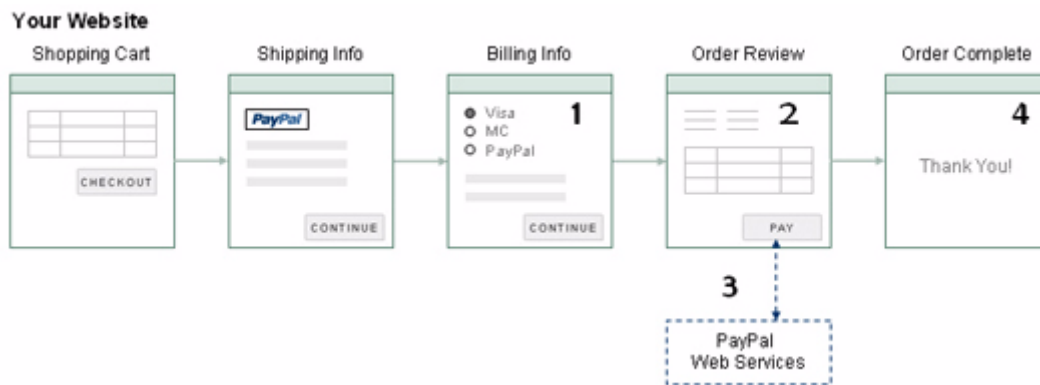 Your Website
Shopping Cart
Shipping Info
Billing Info
Order Review
Order Complete
CHECKOUT
PayPal
CONTINUE
1
Visa
MC
PayPal
CONTINUE
2
PAY
4
Thank You!
3
PayPal
Web Services